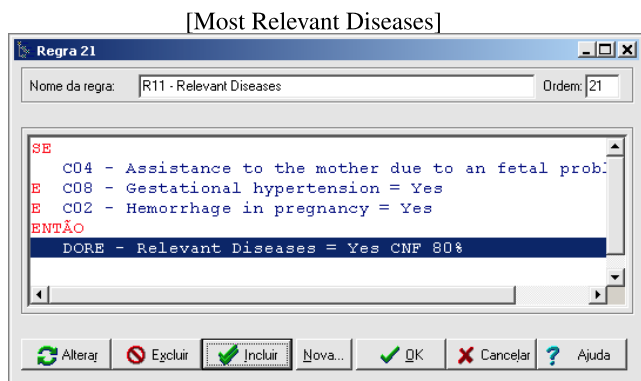 [Most Relevant Diseases]
Regra 21
Nome da regra: R11 - Relevant Diseases Ordem: 21
SE
C04 - Assistance to the mother due to an fetal probl
E C08 - Gestational hypertension = Yes
E C02 - Hemorrhage in pregnancy = Yes
ENTÃO
DORE - Relevant Diseases = Yes CNF 80%
Alterar Excluir Incluir Nova... OK Cancelar Ajuda